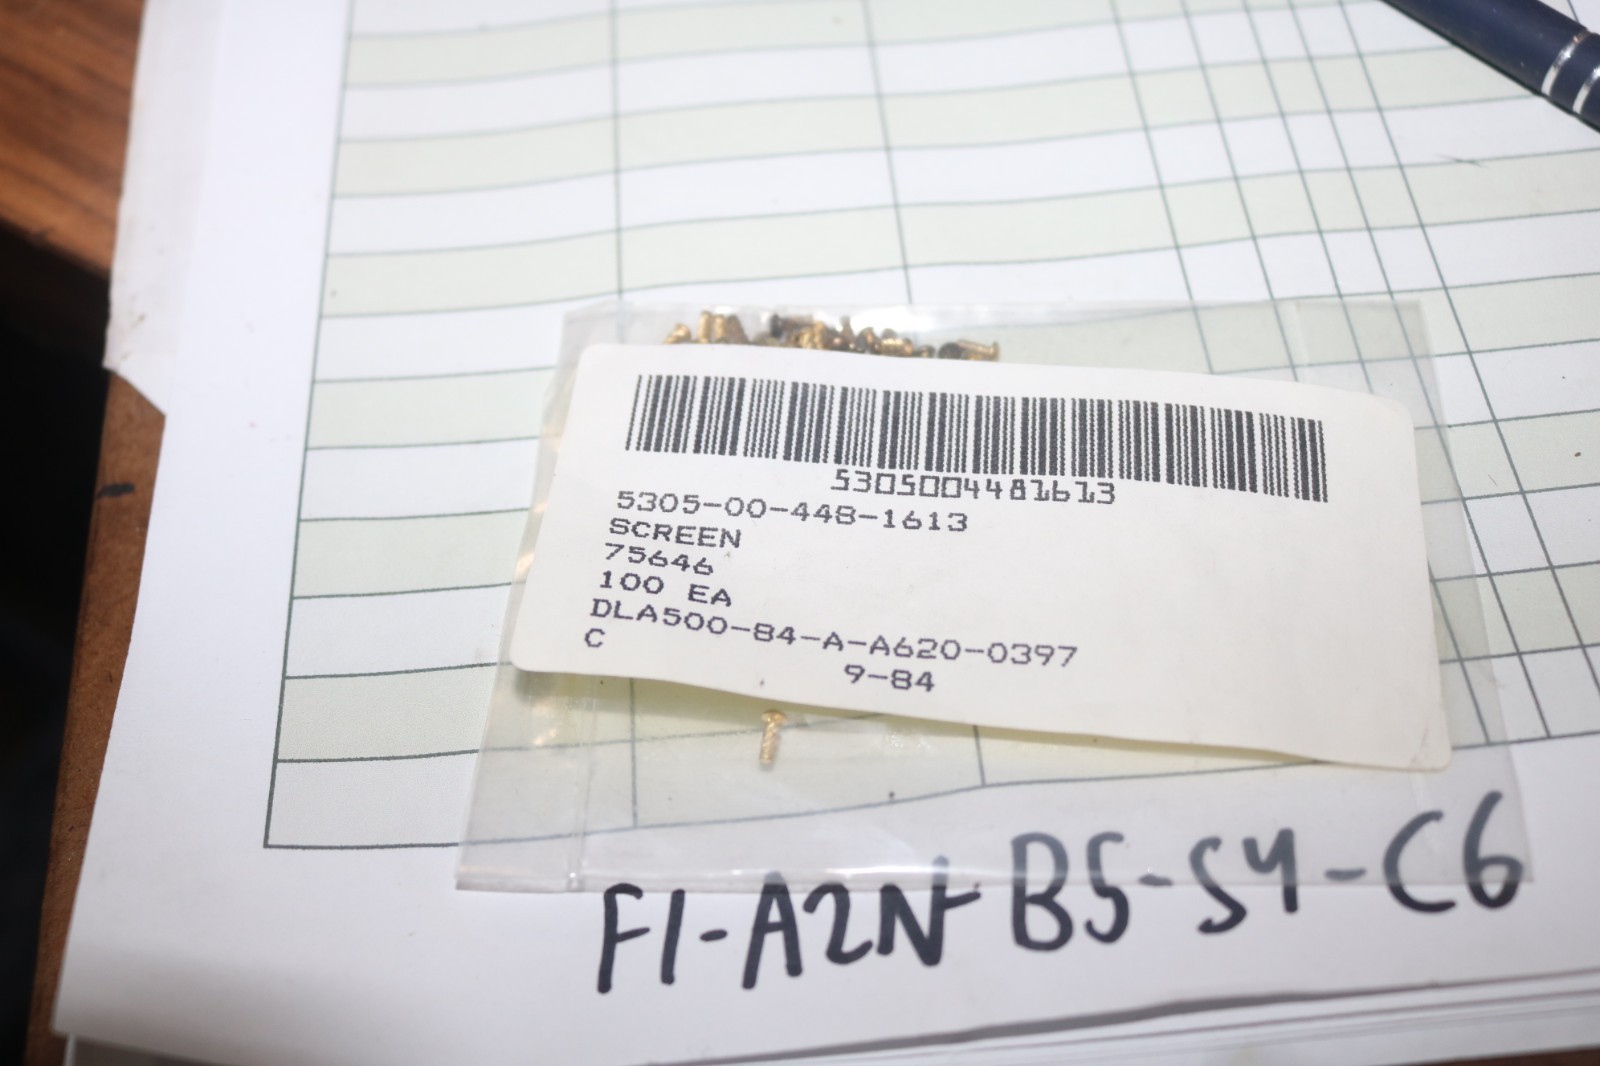 5305004481613
5305-00-448-1613
SCREEN
75646
100 EA
DLA500-84-A-A620-0397
C
9-84
F1-A2N-B5-S4-C6